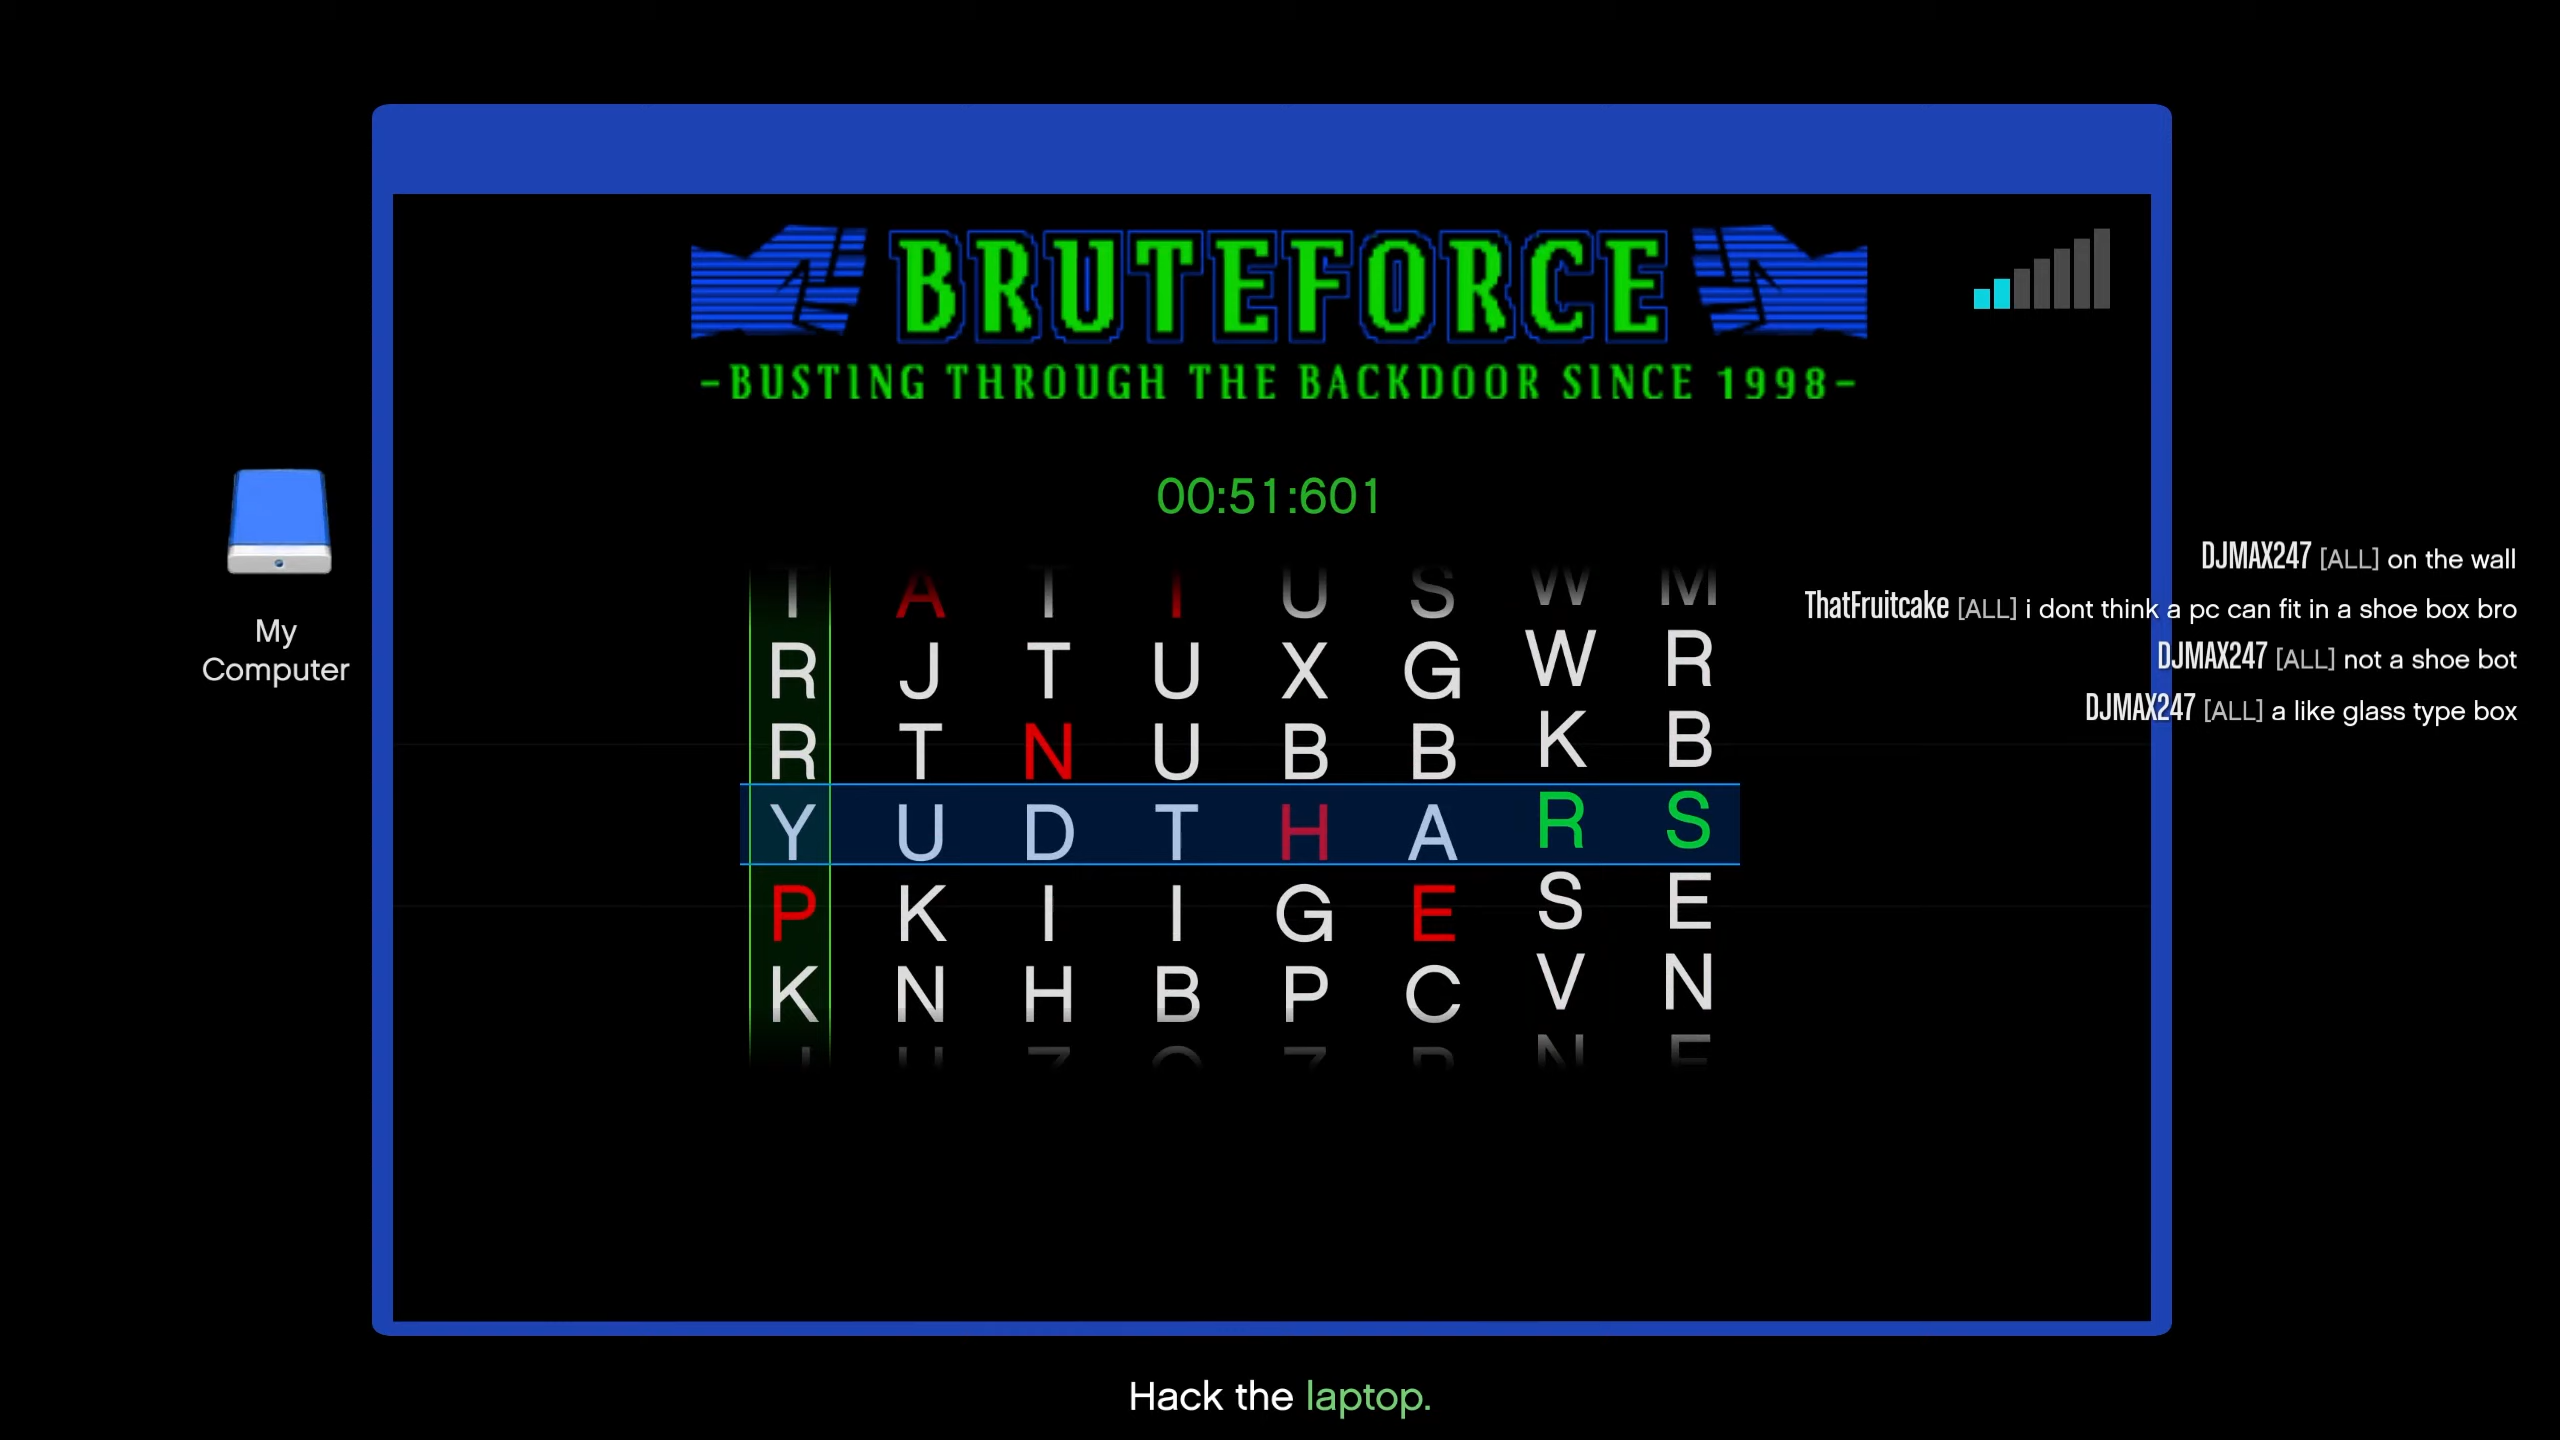 BRUTEFORCE
-BUSTING THROUGH THE BACKDOOR SINCE 1998-
00:51:601
My
Computer
DJMAX247 [ALL] on the wall
ThatFruitcake [ALL] i dont think a pc can fit in a shoe box bro
DJMAX247 [ALL] not a shoe bot
DJMAX247 [ALL] a like glass type box
T A T I U S W M
R J T U X G W R
R T N U B B K B
Y U D T H A R S
P K I I G E S E
K N H B P C V N
Hack the laptop.